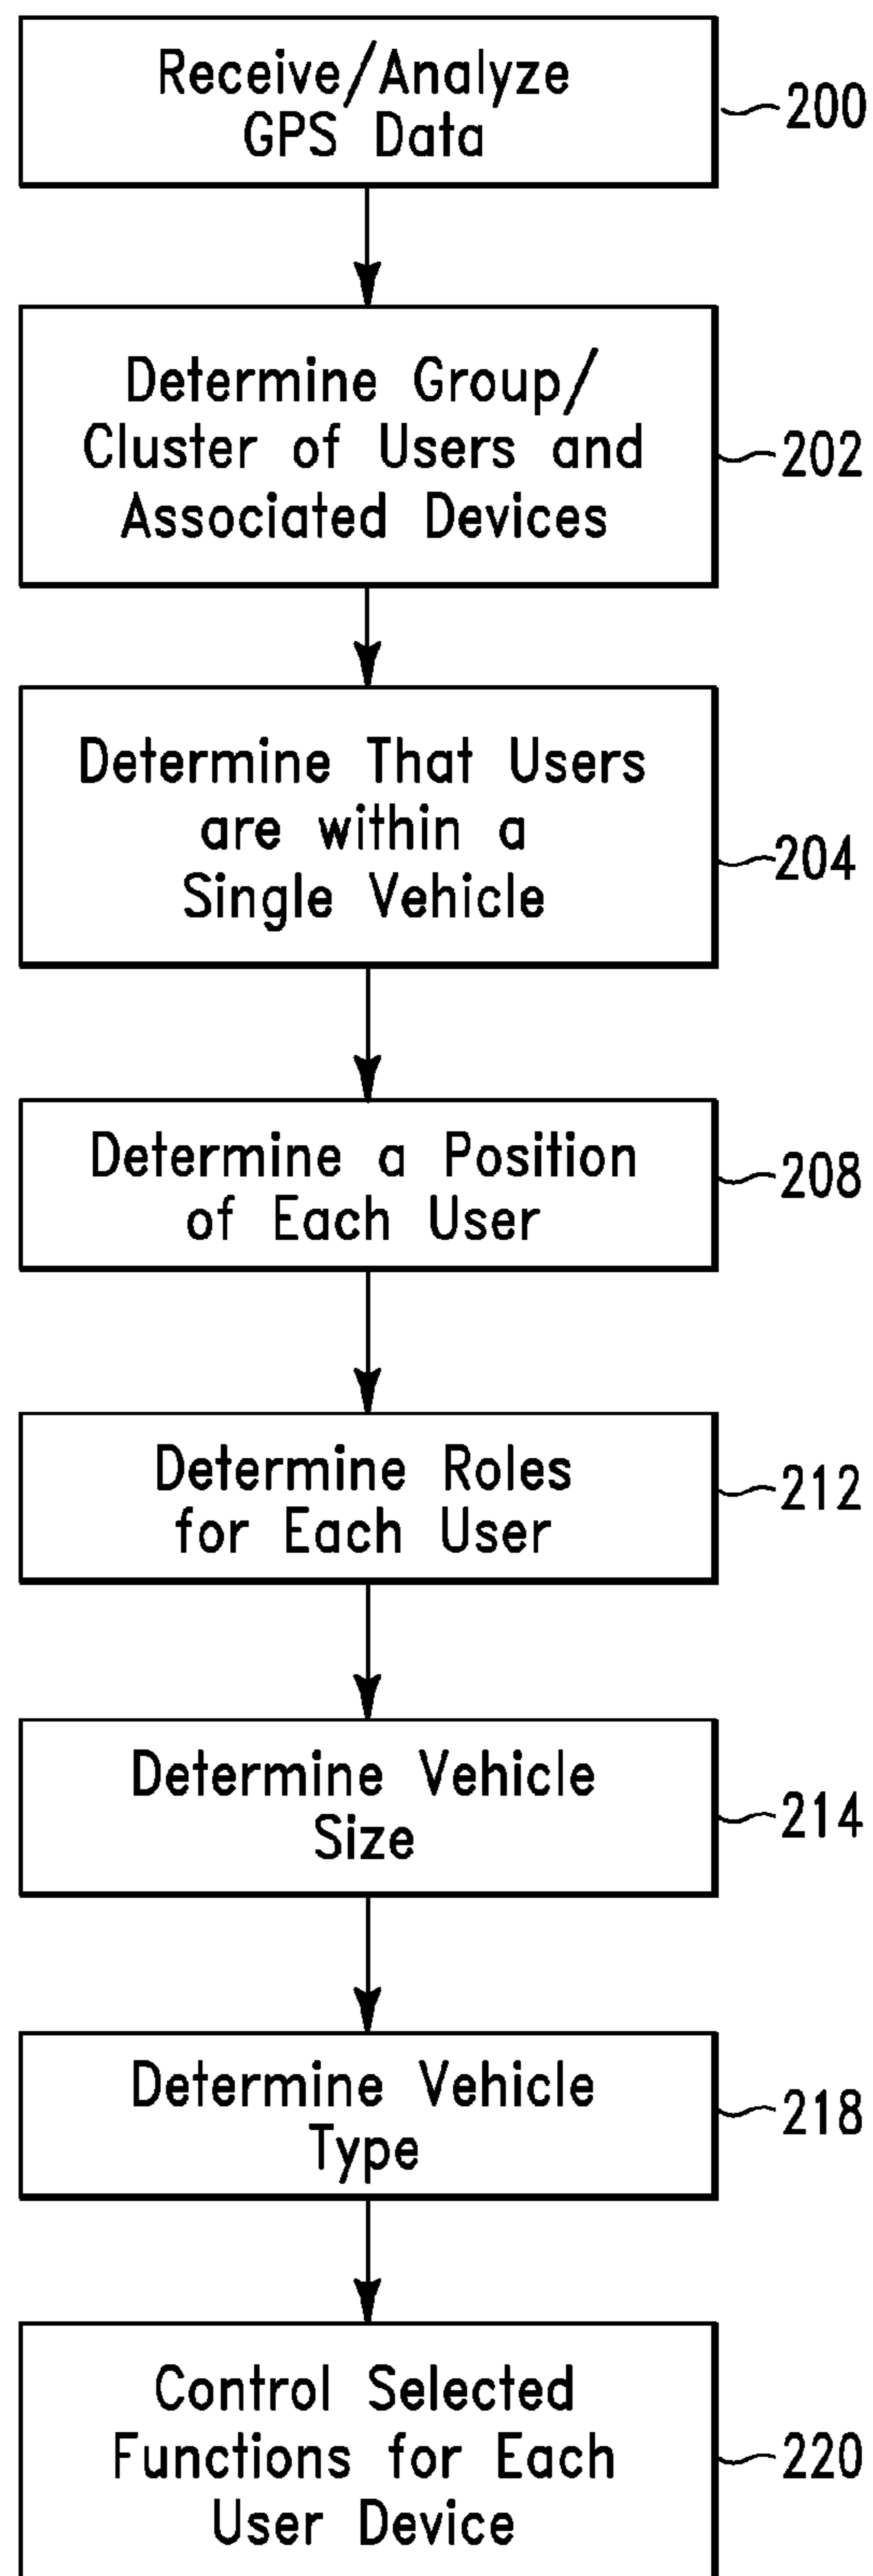 Receive/Analyze
GPS Data
200
Determine Group/
Cluster of Users and
Associated Devices
202
Determine That Users
are within a
Single Vehicle
204
Determine a Position
of Each User
208
Determine Roles
for Each User
212
Determine Vehicle
Size
214
Determine Vehicle
Type
218
Control Selected
Functions for Each
User Device
220